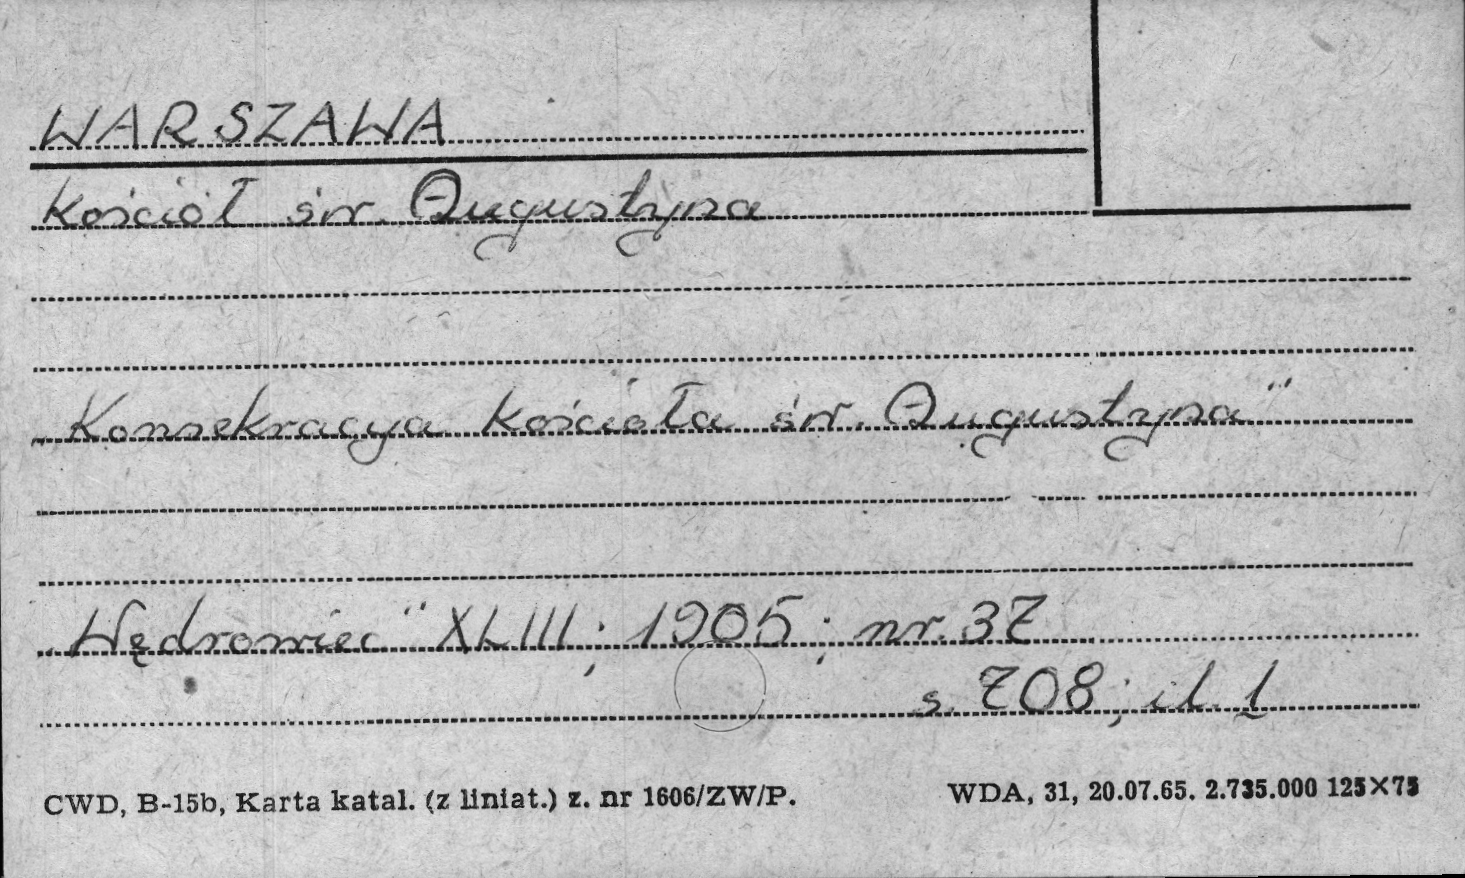 WARSZAWA
kościół św. Augustyna
„Konsekracya kościoła św. Augustyna"
„Wędrowiec" XLIII; 1905; nr. 37
s. 708; il. 1
CWD, B-15b, Karta katal. (z liniat.) z. nr 1606/ZW/P.
WDA, 31, 20.07.65. 2.735.000 125×75